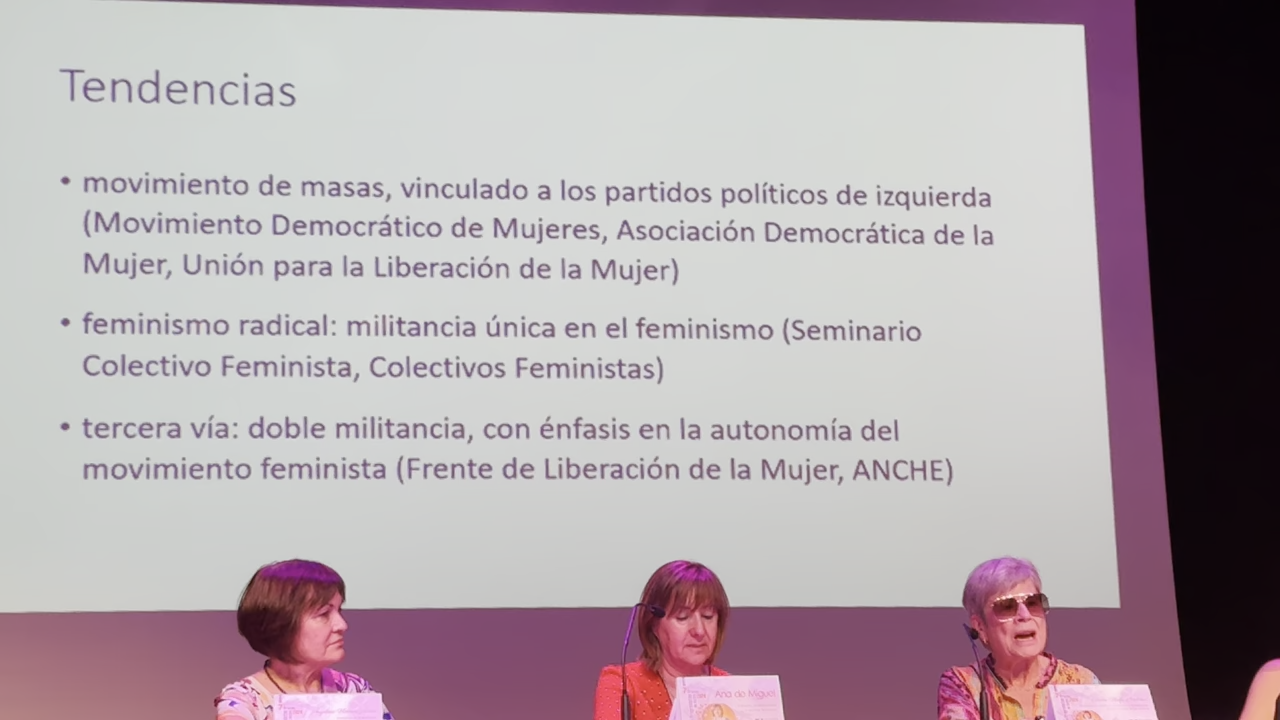 Tendencias
• movimiento de masas, vinculado a los partidos políticos de izquierda
(Movimiento Democrático de Mujeres, Asociación Democrática de la
Mujer, Unión para la Liberación de la Mujer)
• feminismo radical: militancia única en el feminismo (Seminario
Colectivo Feminista, Colectivos Feministas)
• tercera vía: doble militancia, con énfasis en la autonomía del
movimiento feminista (Frente de Liberación de la Mujer, ANCHE)
Ana de Miguel